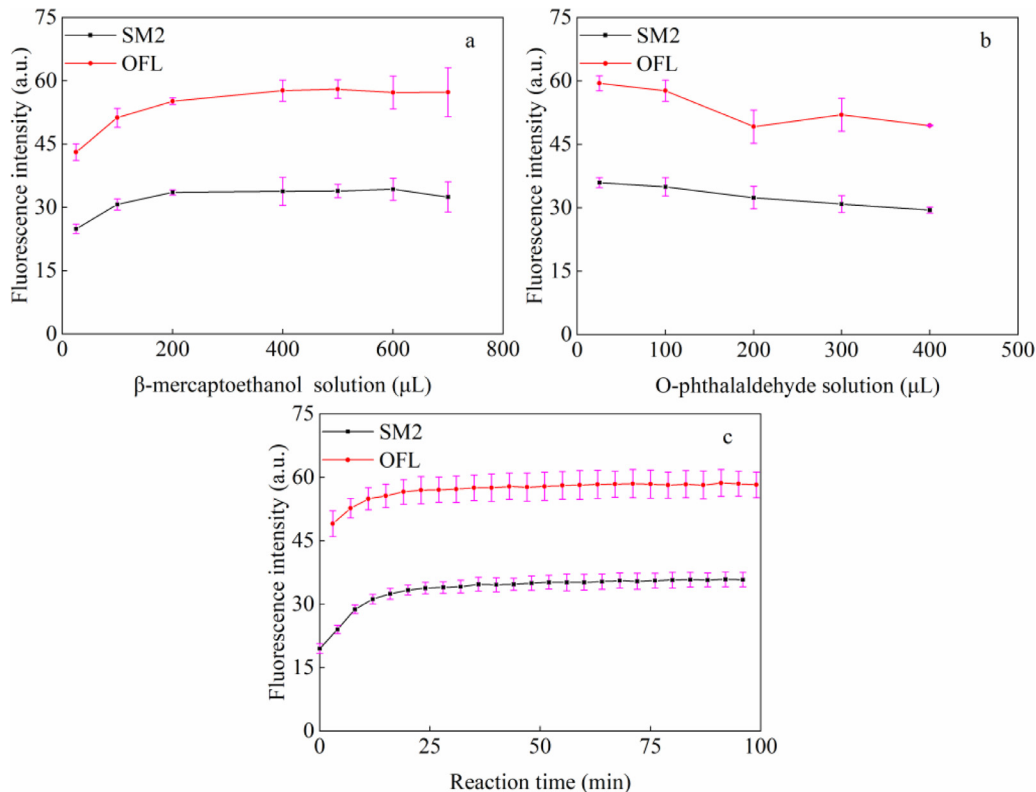 75
60
45
30
15
0
Fluorescence intensity (a.u.)
SM2
OFL
a
0 200 400 600 800
β-mercaptoethanol solution (μL)
75
60
45
30
15
0
Fluorescence intensity (a.u.)
SM2
OFL
b
0 100 200 300 400 500
O-phthalaldehyde solution (μL)
75
60
45
30
15
0
Fluorescence intensity (a.u.)
SM2
OFL
c
0 25 50 75 100
Reaction time (min)